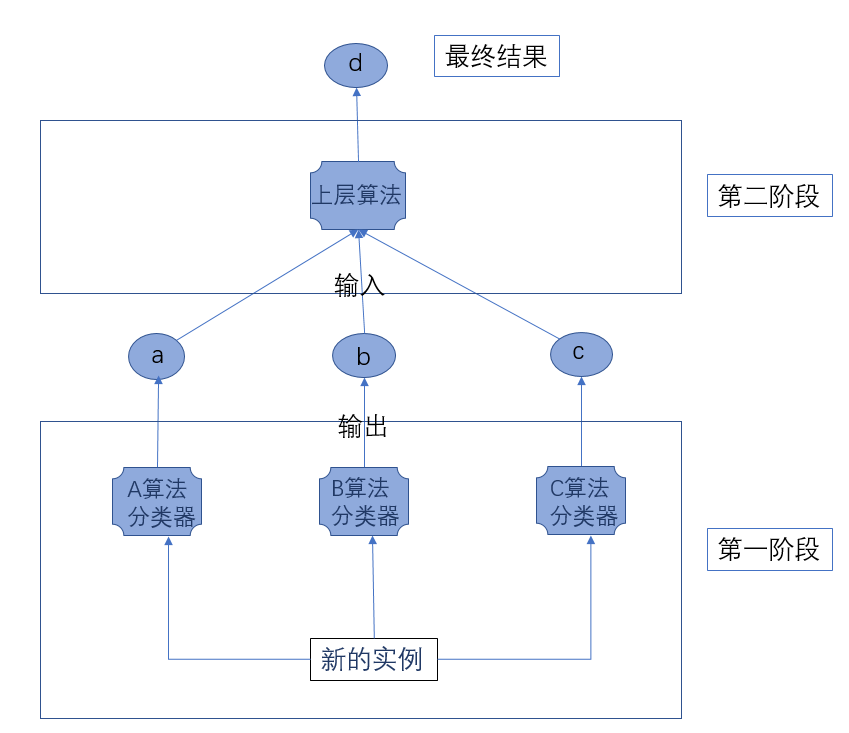 d
最终结果
上层算法
第二阶段
输入
a
b
c
输出
A算法
分类器
B算法
分类器
C算法
分类器
第一阶段
新的实例